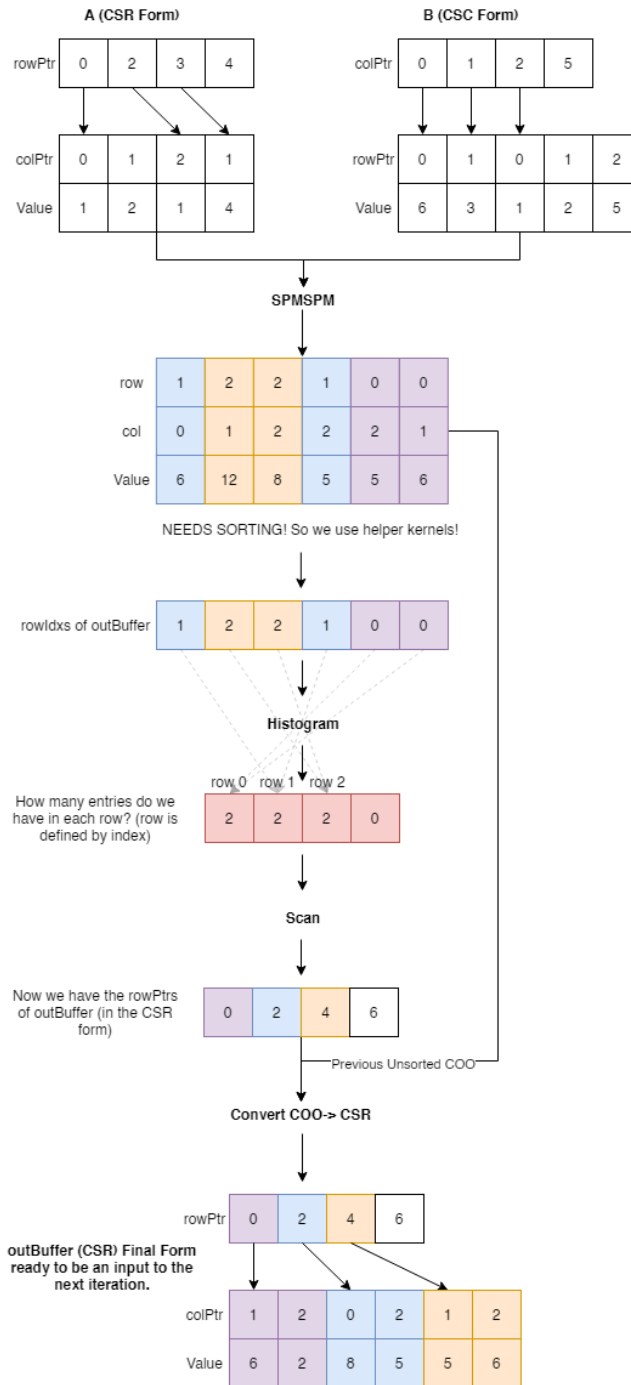 A (CSR Form) B (CSC Form)
rowPtr 0 2 3 4 colPtr 0 1 2 5
colPtr 0 1 2 1 rowPtr 0 1 0 1 2
Value 1 2 1 4 Value 6 3 1 2 5
SPMSPM
row 1 2 2 1 0 0
col 0 1 2 2 2 1
Value 6 12 8 5 5 6
NEEDS SORTING! So we use helper kernels!
rowIdxs of outBuffer 1 2 2 1 0 0
Histogram
row 0 row 1 row 2
How many entries do we
have in each row? (row is
defined by index)
2 2 2 0
Scan
Now we have the rowPtrs
of outBuffer (in the CSR
form)
0 2 4 6
Previous Unsorted COO
Convert COO-> CSR
rowPtr 0 2 4 6
outBuffer (CSR) Final Form
ready to be an input to the
next iteration.
colPtr 1 2 0 2 1 2
Value 6 2 8 5 5 6